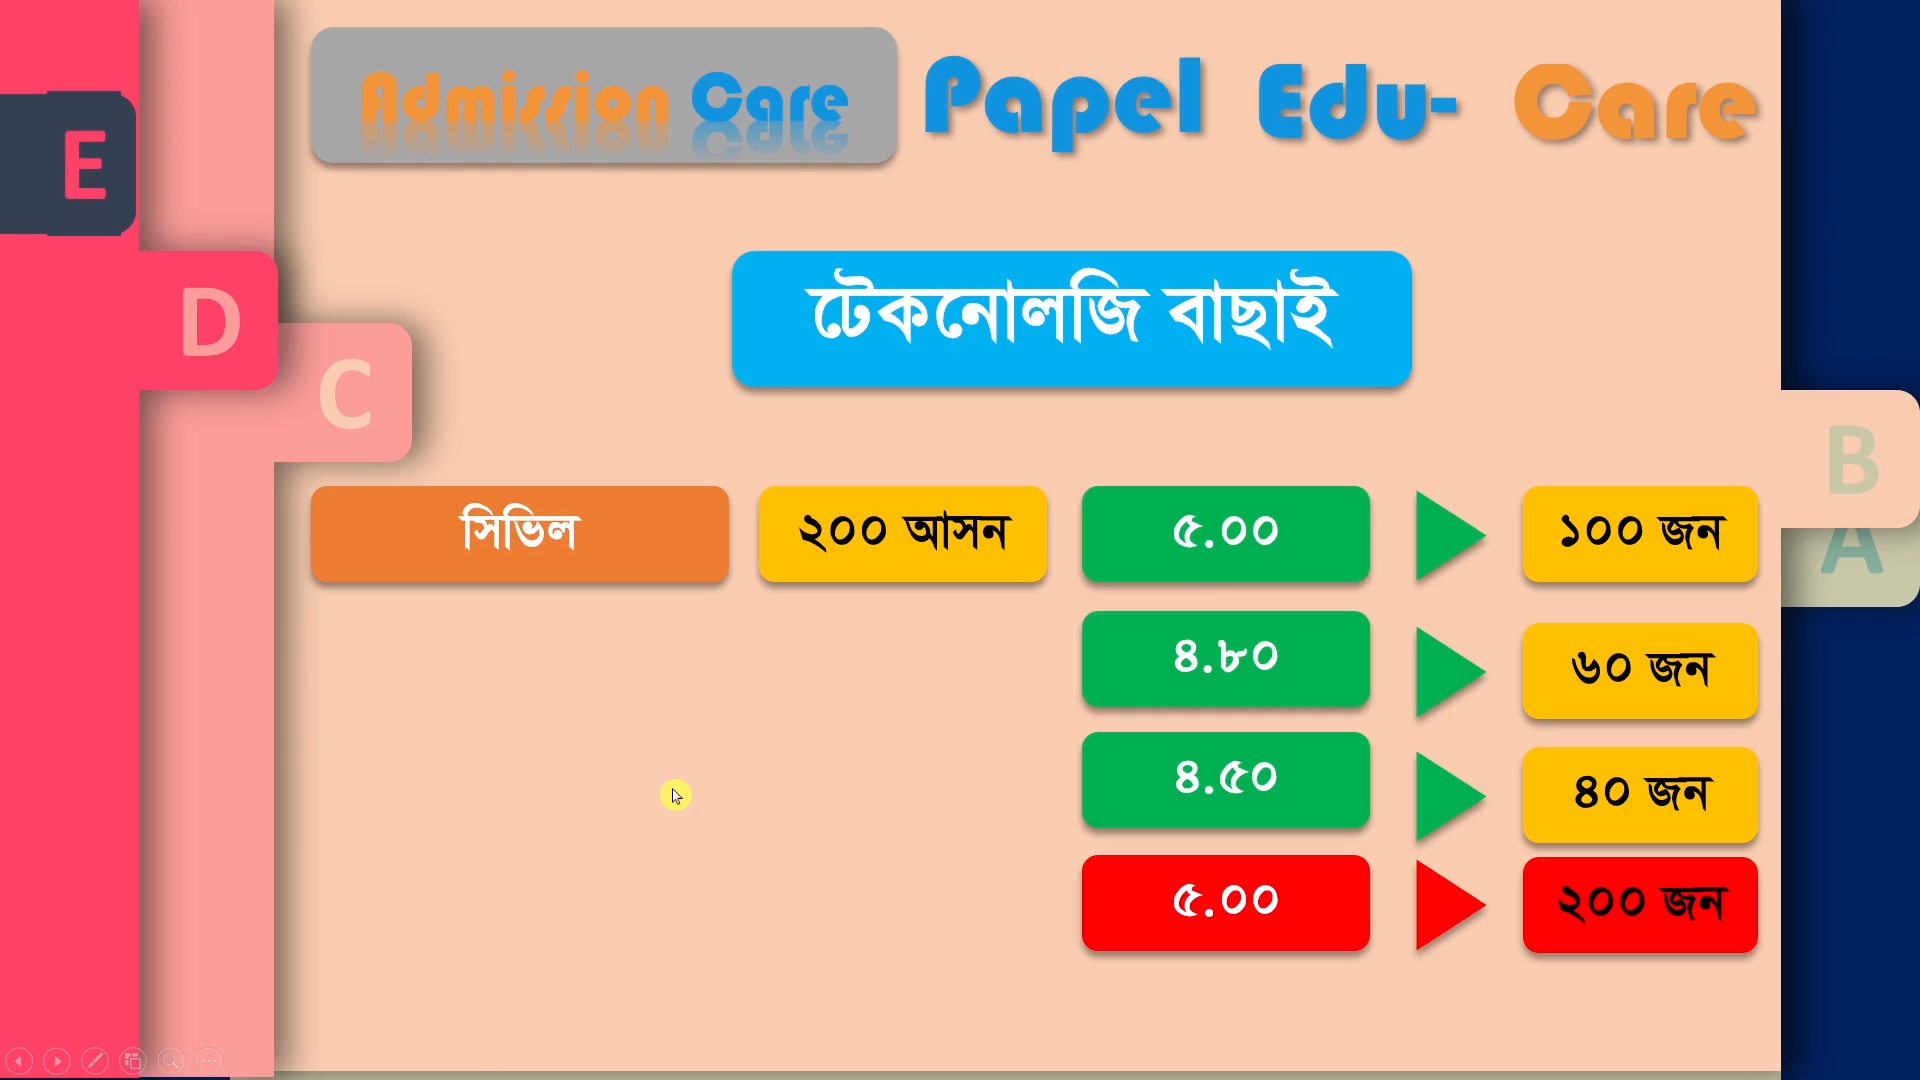 Admission Care
Papel Edu- Care
E
D
C
B
A
টেকনোলজি বাছাই
সিভিল
২০০ আসন
৫.০০
১০০ জন
৪.৮০
৬০ জন
৪.৫০
৪০ জন
৫.০০
২০০ জন